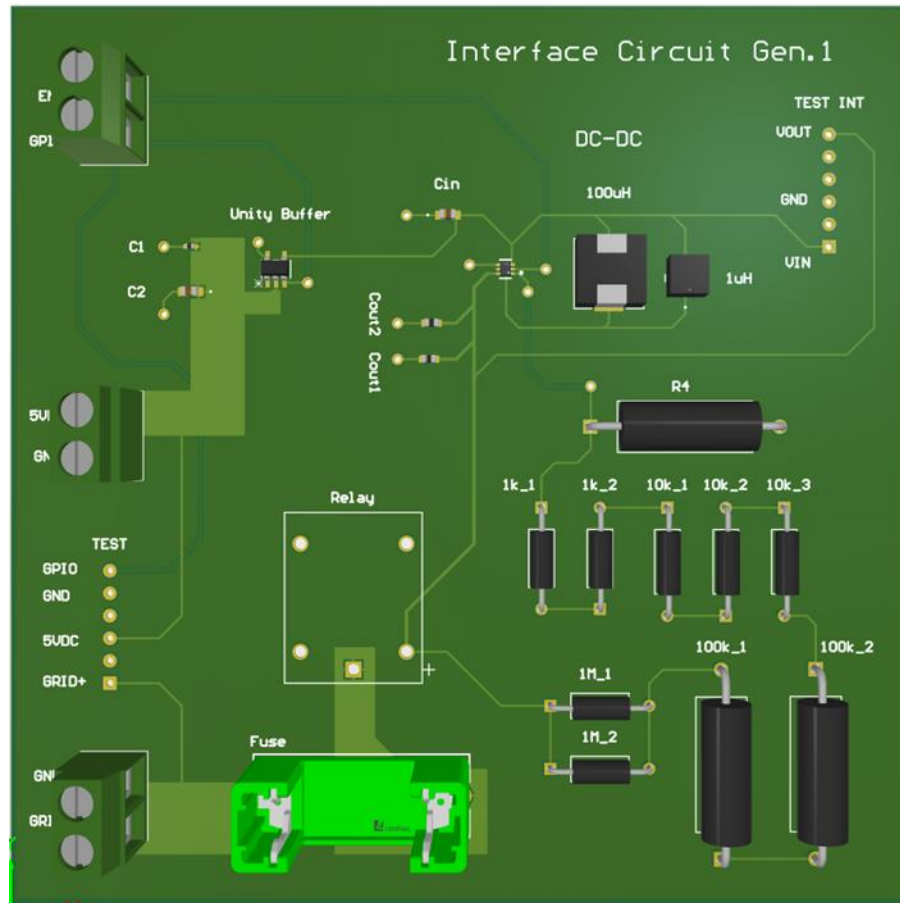 Interface Circuit Gen.1
TEST INT
VOUT
GND
VIN
DC-DC
100uH
1uH
Cin
Unity Buffer
C1
C2
Cout2
Cout1
R4
1k_1
1k_2
10k_1
10k_2
10k_3
Relay
TEST
GPIO
GND
5VDC
GRID+
100k_1
100k_2
1M_1
1M_2
Fuse